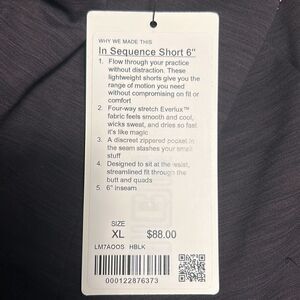 WHY WE MADE THIS
In Sequence Short 6"
1. Flow through your practice
without distraction. These
lightweight shorts give you the
range of motion you need
without compromising on fit or
comfort
2. Four-way stretch Everlux™
fabric feels smooth and cool,
wicks sweat, and dries so fast
it's like magic
3. A discreet zippered pocket in
the seam stashes your small
stuff
4. Designed to sit at the waist,
streamlined fit through the
butt and quads
5. 6" inseam
SIZE
XL $88.00
LM7AOOS HBLK
000122876373